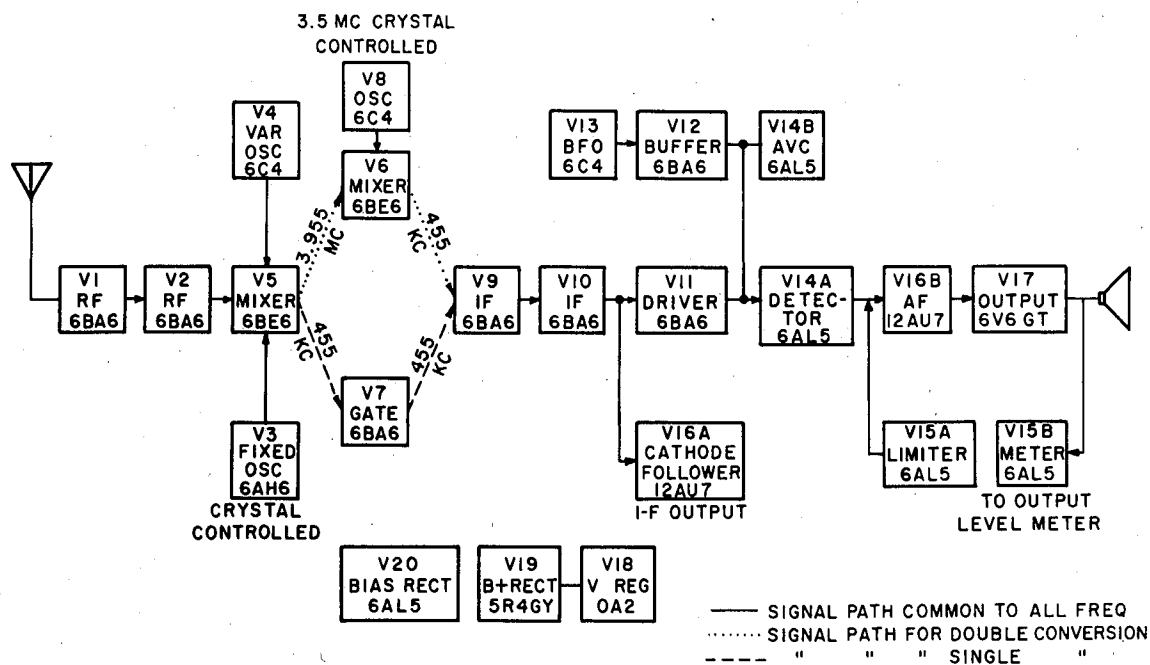 3.5 MC CRYSTAL
CONTROLLED
V8
OSC
6C4
V4
VAR
OSC
6C4
V6
MIXER
6BE6
V13
BFO
6C4
V12
BUFFER
6BA6
V14B
AVC
6AL5
3.955
MC
455
KC
V1
RF
6BA6
V2
RF
6BA6
V5
MIXER
6BE6
V9
IF
6BA6
V10
IF
6BA6
V11
DRIVER
6BA6
V14A
DETEC-
TOR
6AL5
V16B
AF
12AU7
V17
OUTPUT
6V6 GT
455
KC
455
KC
V7
GATE
6BA6
V3
FIXED
OSC
6AH6
CRYSTAL
CONTROLLED
V16A
CATHODE
FOLLOWER
12AU7
I-F OUTPUT
V15A
LIMITER
6AL5
V15B
METER
6AL5
TO OUTPUT
LEVEL METER
V20
BIAS RECT
6AL5
V19
B+RECT
5R4GY
V18
V REG
OA2
SIGNAL PATH COMMON TO ALL FREQ
SIGNAL PATH FOR DOUBLE CONVERSION
" " " SINGLE "